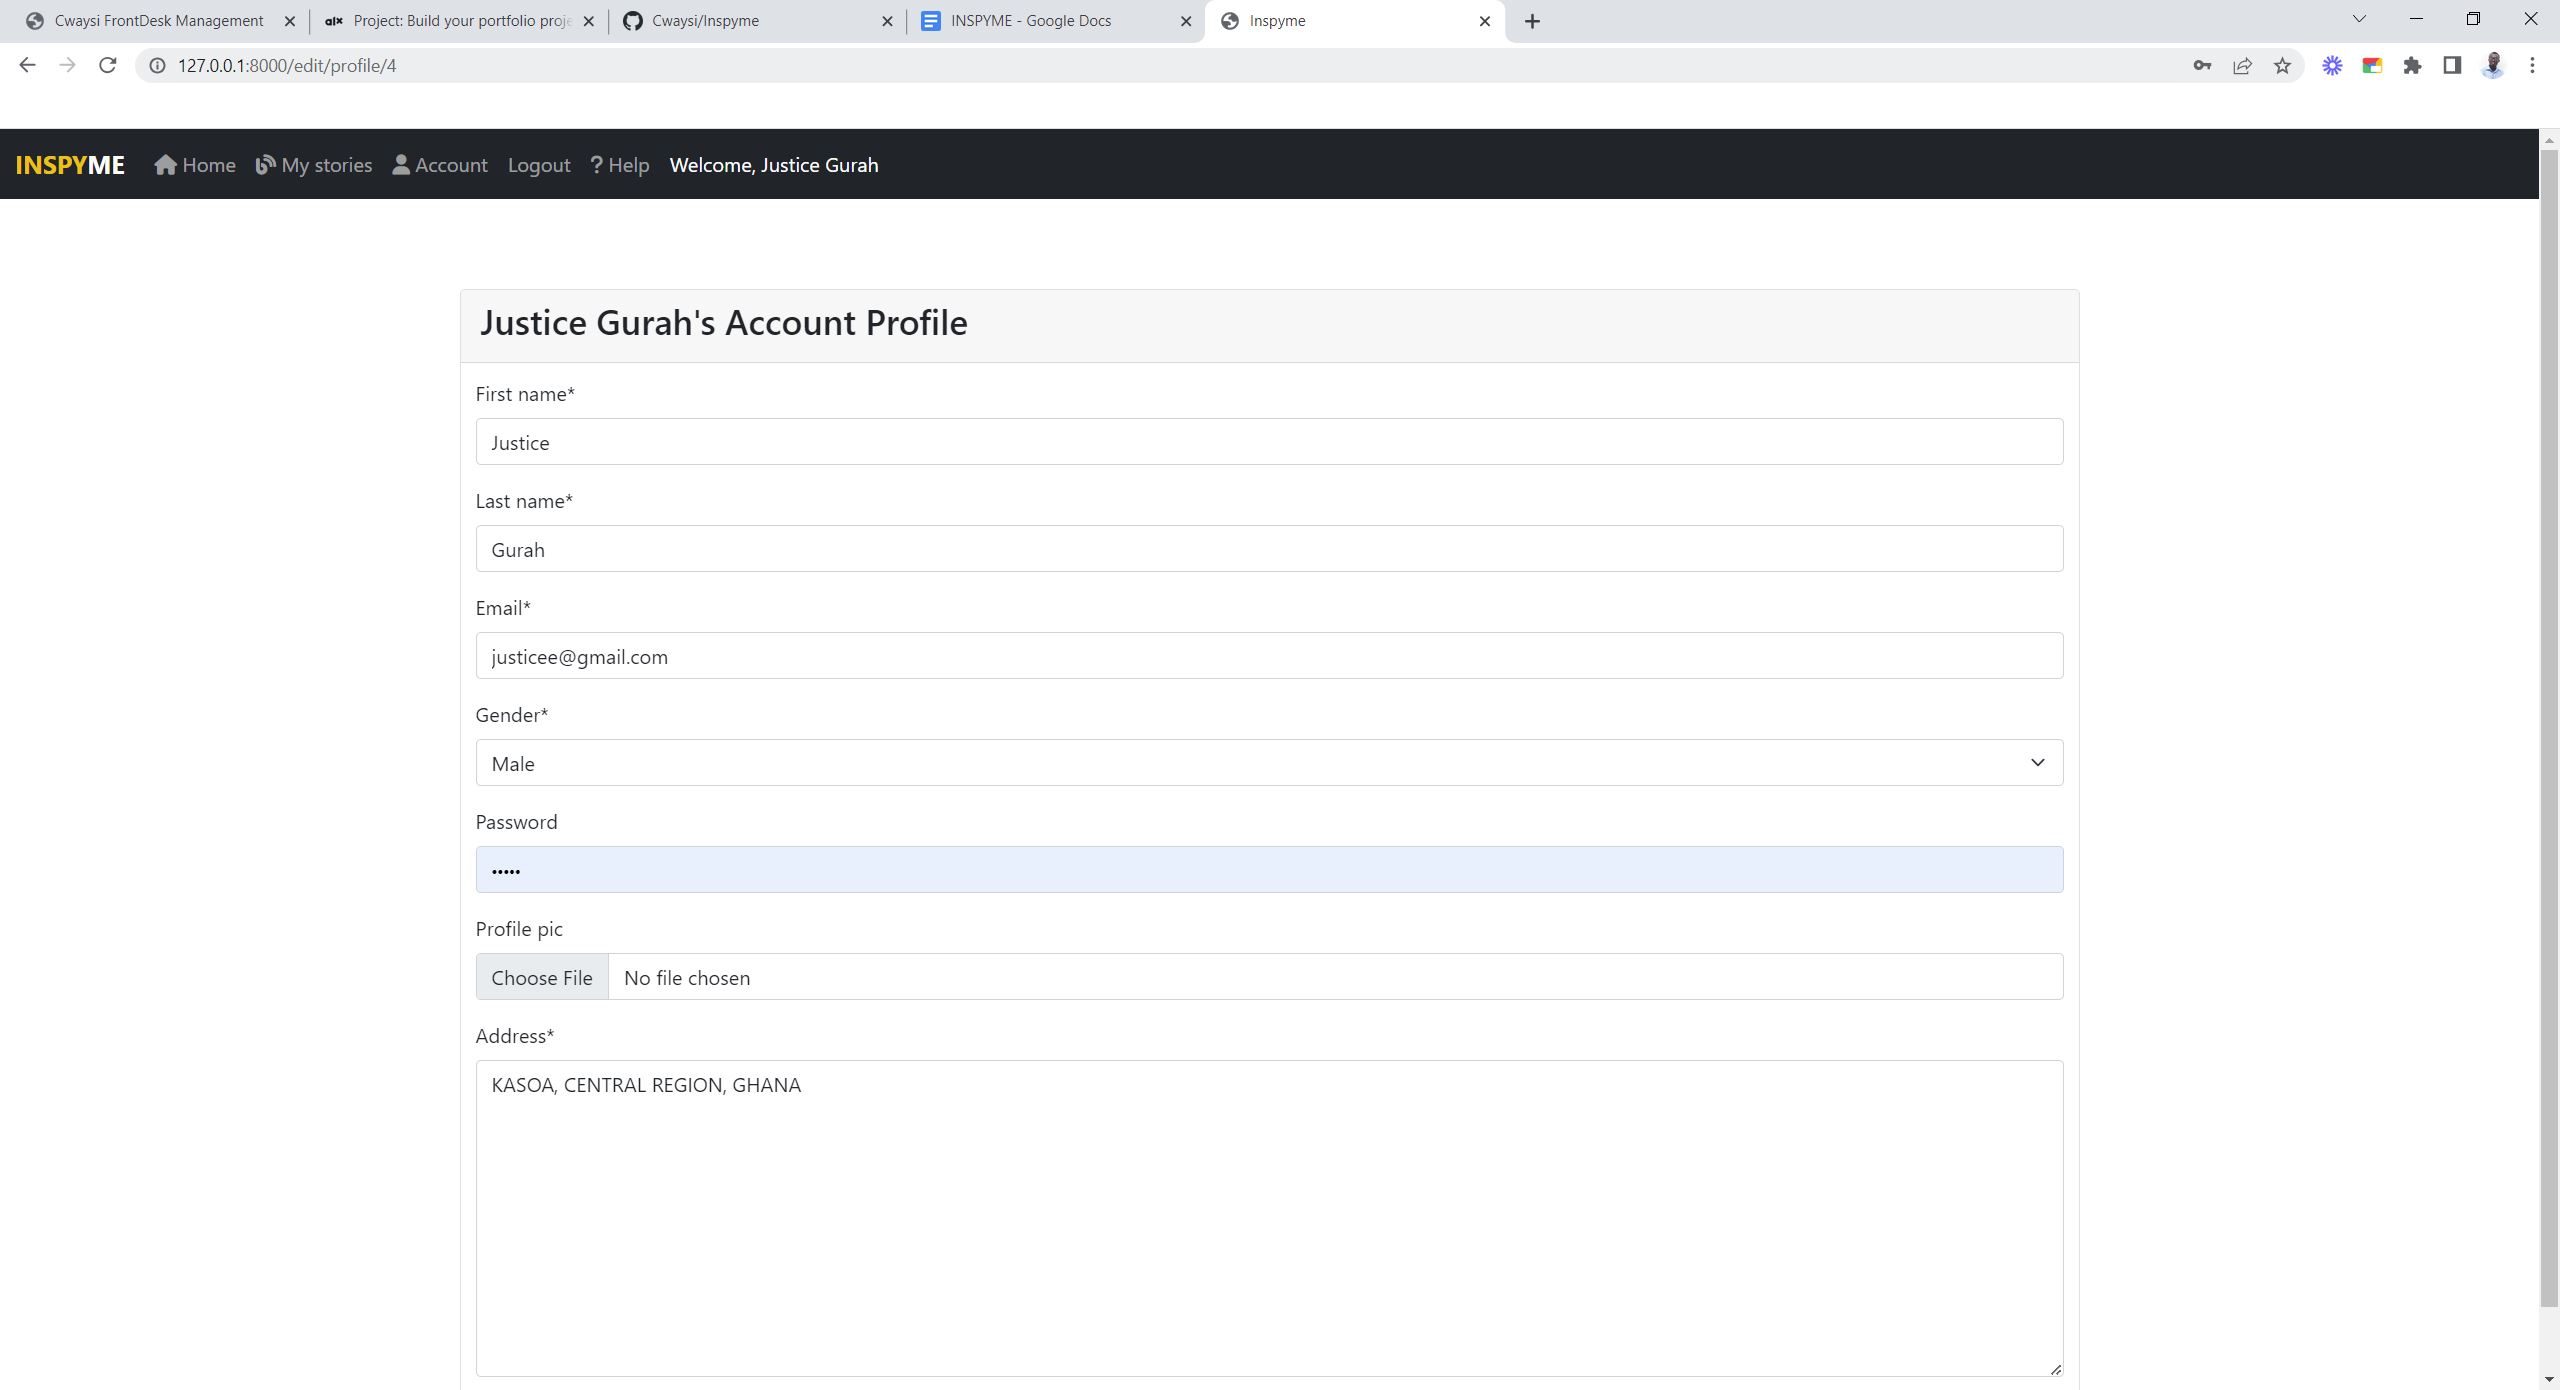 Cwaysi FrontDesk Management
alx Project: Build your portfolio proje
Cwaysi/Inspyme
INSPYME - Google Docs
Inspyme
127.0.0.1:8000/edit/profile/4
INSPYME Home My stories Account Logout ? Help Welcome, Justice Gurah
Justice Gurah's Account Profile
First name*
Justice
Last name*
Gurah
Email*
justicee@gmail.com
Gender*
Male
Password
•••••
Profile pic
Choose File No file chosen
Address*
KASOA, CENTRAL REGION, GHANA